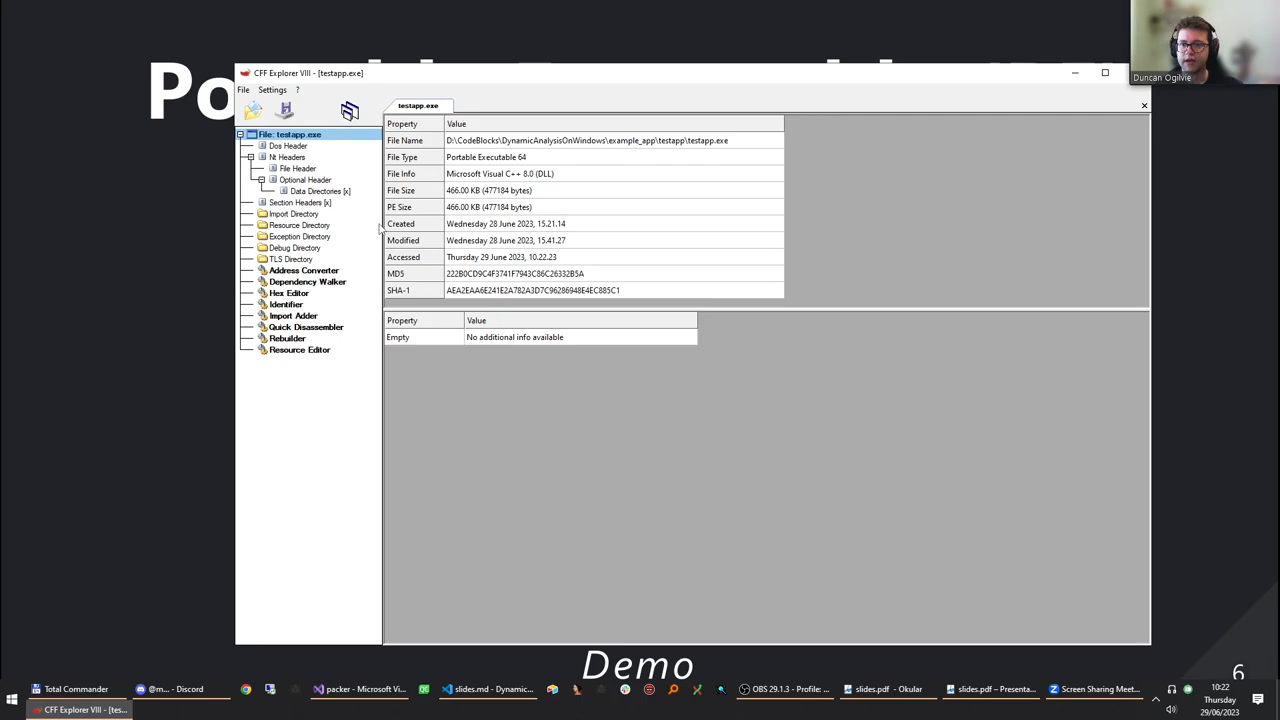 Po
Duncan Ogilvie
CFF Explorer VIII - [testapp.exe]
File Settings ?
testapp.exe
File: testapp.exe
Dos Header
Nt Headers
File Header
Optional Header
Data Directories [x]
Section Headers [x]
Import Directory
Resource Directory
Exception Directory
Debug Directory
TLS Directory
Address Converter
Dependency Walker
Hex Editor
Identifier
Import Adder
Quick Disassembler
Rebuilder
Resource Editor
Property Value
File Name D:\CodeBlocks\DynamicAnalysisOnWindows\example_app\testapp\testapp.exe
File Type Portable Executable 64
File Info Microsoft Visual C++ 8.0 (DLL)
File Size 466.00 KB (477184 bytes)
PE Size 466.00 KB (477184 bytes)
Created Wednesday 28 June 2023, 15.21.14
Modified Wednesday 28 June 2023, 15.41.27
Accessed Thursday 29 June 2023, 10.22.23
MD5 222B0CD9C4F3741F7943C86C26332B5A
SHA-1 AEA2EAA6E241E2A782A3D7C96286948E4EC885C1
Property Value
Empty No additional info available
Demo
6
Total Commander
@m... - Discord
packer - Microsoft Vi...
slides.md - Dynamic...
OBS 29.1.3 - Profile: ...
slides.pdf - Okular
slides.pdf – Presenta...
Screen Sharing Meet...
CFF Explorer VIII - [tes...
10:22
Thursday
29/06/2023